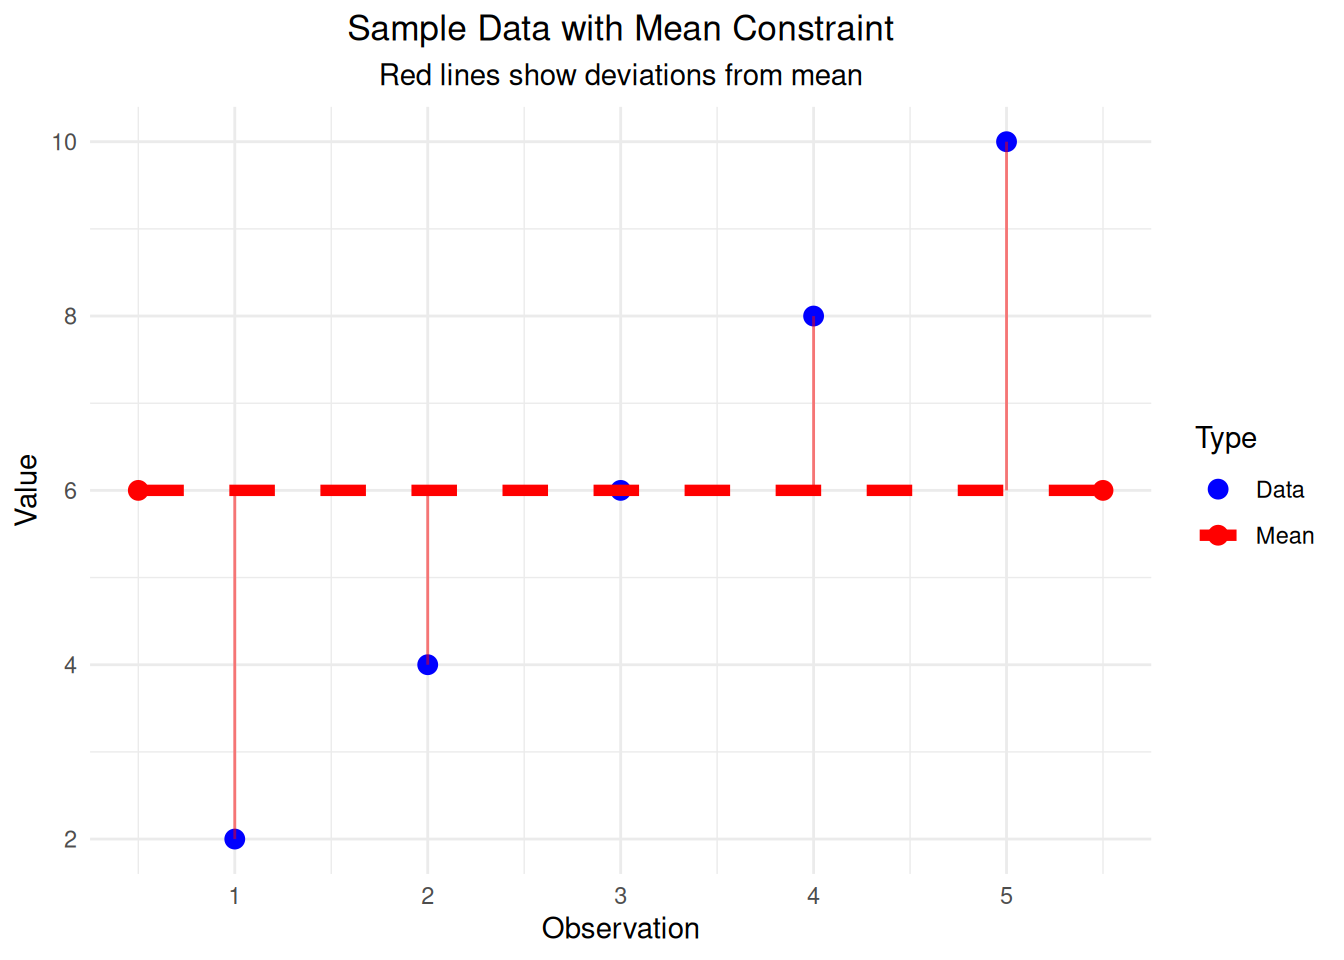 Sample Data with Mean Constraint
Red lines show deviations from mean
10
8
6
4
2
Value
1 2 3 4 5
Observation
Type
Data
Mean